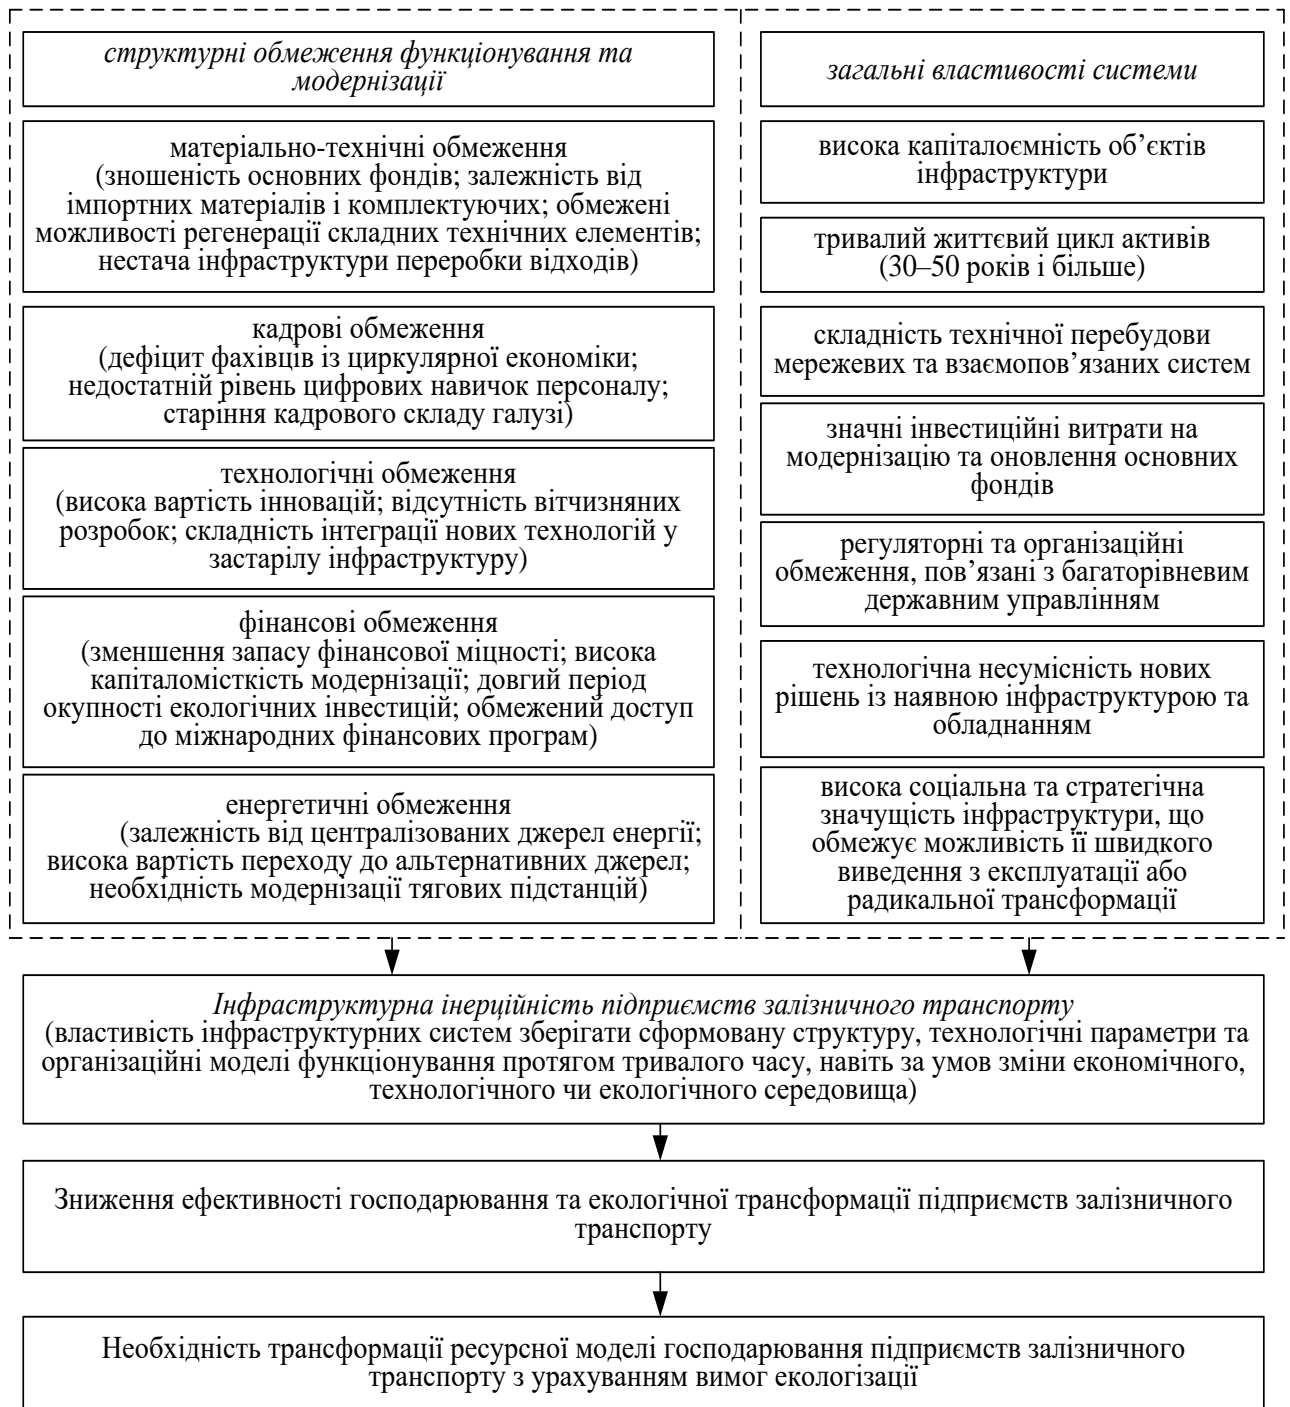 структурні обмеження функціонування та
модернізації
матеріально-технічні обмеження
(зношеність основних фондів; залежність від
імпортних матеріалів і комплектуючих; обмежені
можливості регенерації складних технічних елементів;
нестача інфраструктури переробки відходів)
кадрові обмеження
(дефіцит фахівців із циркулярної економіки;
недостатній рівень цифрових навичок персоналу;
старіння кадрового складу галузі)
технологічні обмеження
(висока вартість інновацій; відсутність вітчизняних
розробок; складність інтеграції нових технологій у
застарілу інфраструктуру)
фінансові обмеження
(зменшення запасу фінансової міцності; висока
капіталомісткість модернізації; довгий період
окупності екологічних інвестицій; обмежений доступ
до міжнародних фінансових програм)
енергетичні обмеження
(залежність від централізованих джерел енергії;
висока вартість переходу до альтернативних джерел;
необхідність модернізації тягових підстанцій)
загальні властивості системи
висока капіталоємність об’єктів
інфраструктури
тривалий життєвий цикл активів
(30–50 років і більше)
складність технічної перебудови
мережевих та взаємопов’язаних систем
значні інвестиційні витрати на
модернізацію та оновлення основних
фондів
регуляторні та організаційні
обмеження, пов’язані з багаторівневим
державним управлінням
технологічна несумісність нових
рішень із наявною інфраструктурою та
обладнанням
висока соціальна та стратегічна
значущість інфраструктури, що
обмежує можливість її швидкого
виведення з експлуатації або
радикальної трансформації
Інфраструктурна інерційність підприємств залізничного транспорту
(властивість інфраструктурних систем зберігати сформовану структуру, технологічні параметри та
організаційні моделі функціонування протягом тривалого часу, навіть за умов зміни економічного,
технологічного чи екологічного середовища)
Зниження ефективності господарювання та екологічної трансформації підприємств залізничного
транспорту
Необхідність трансформації ресурсної моделі господарювання підприємств залізничного
транспорту з урахуванням вимог екологізації